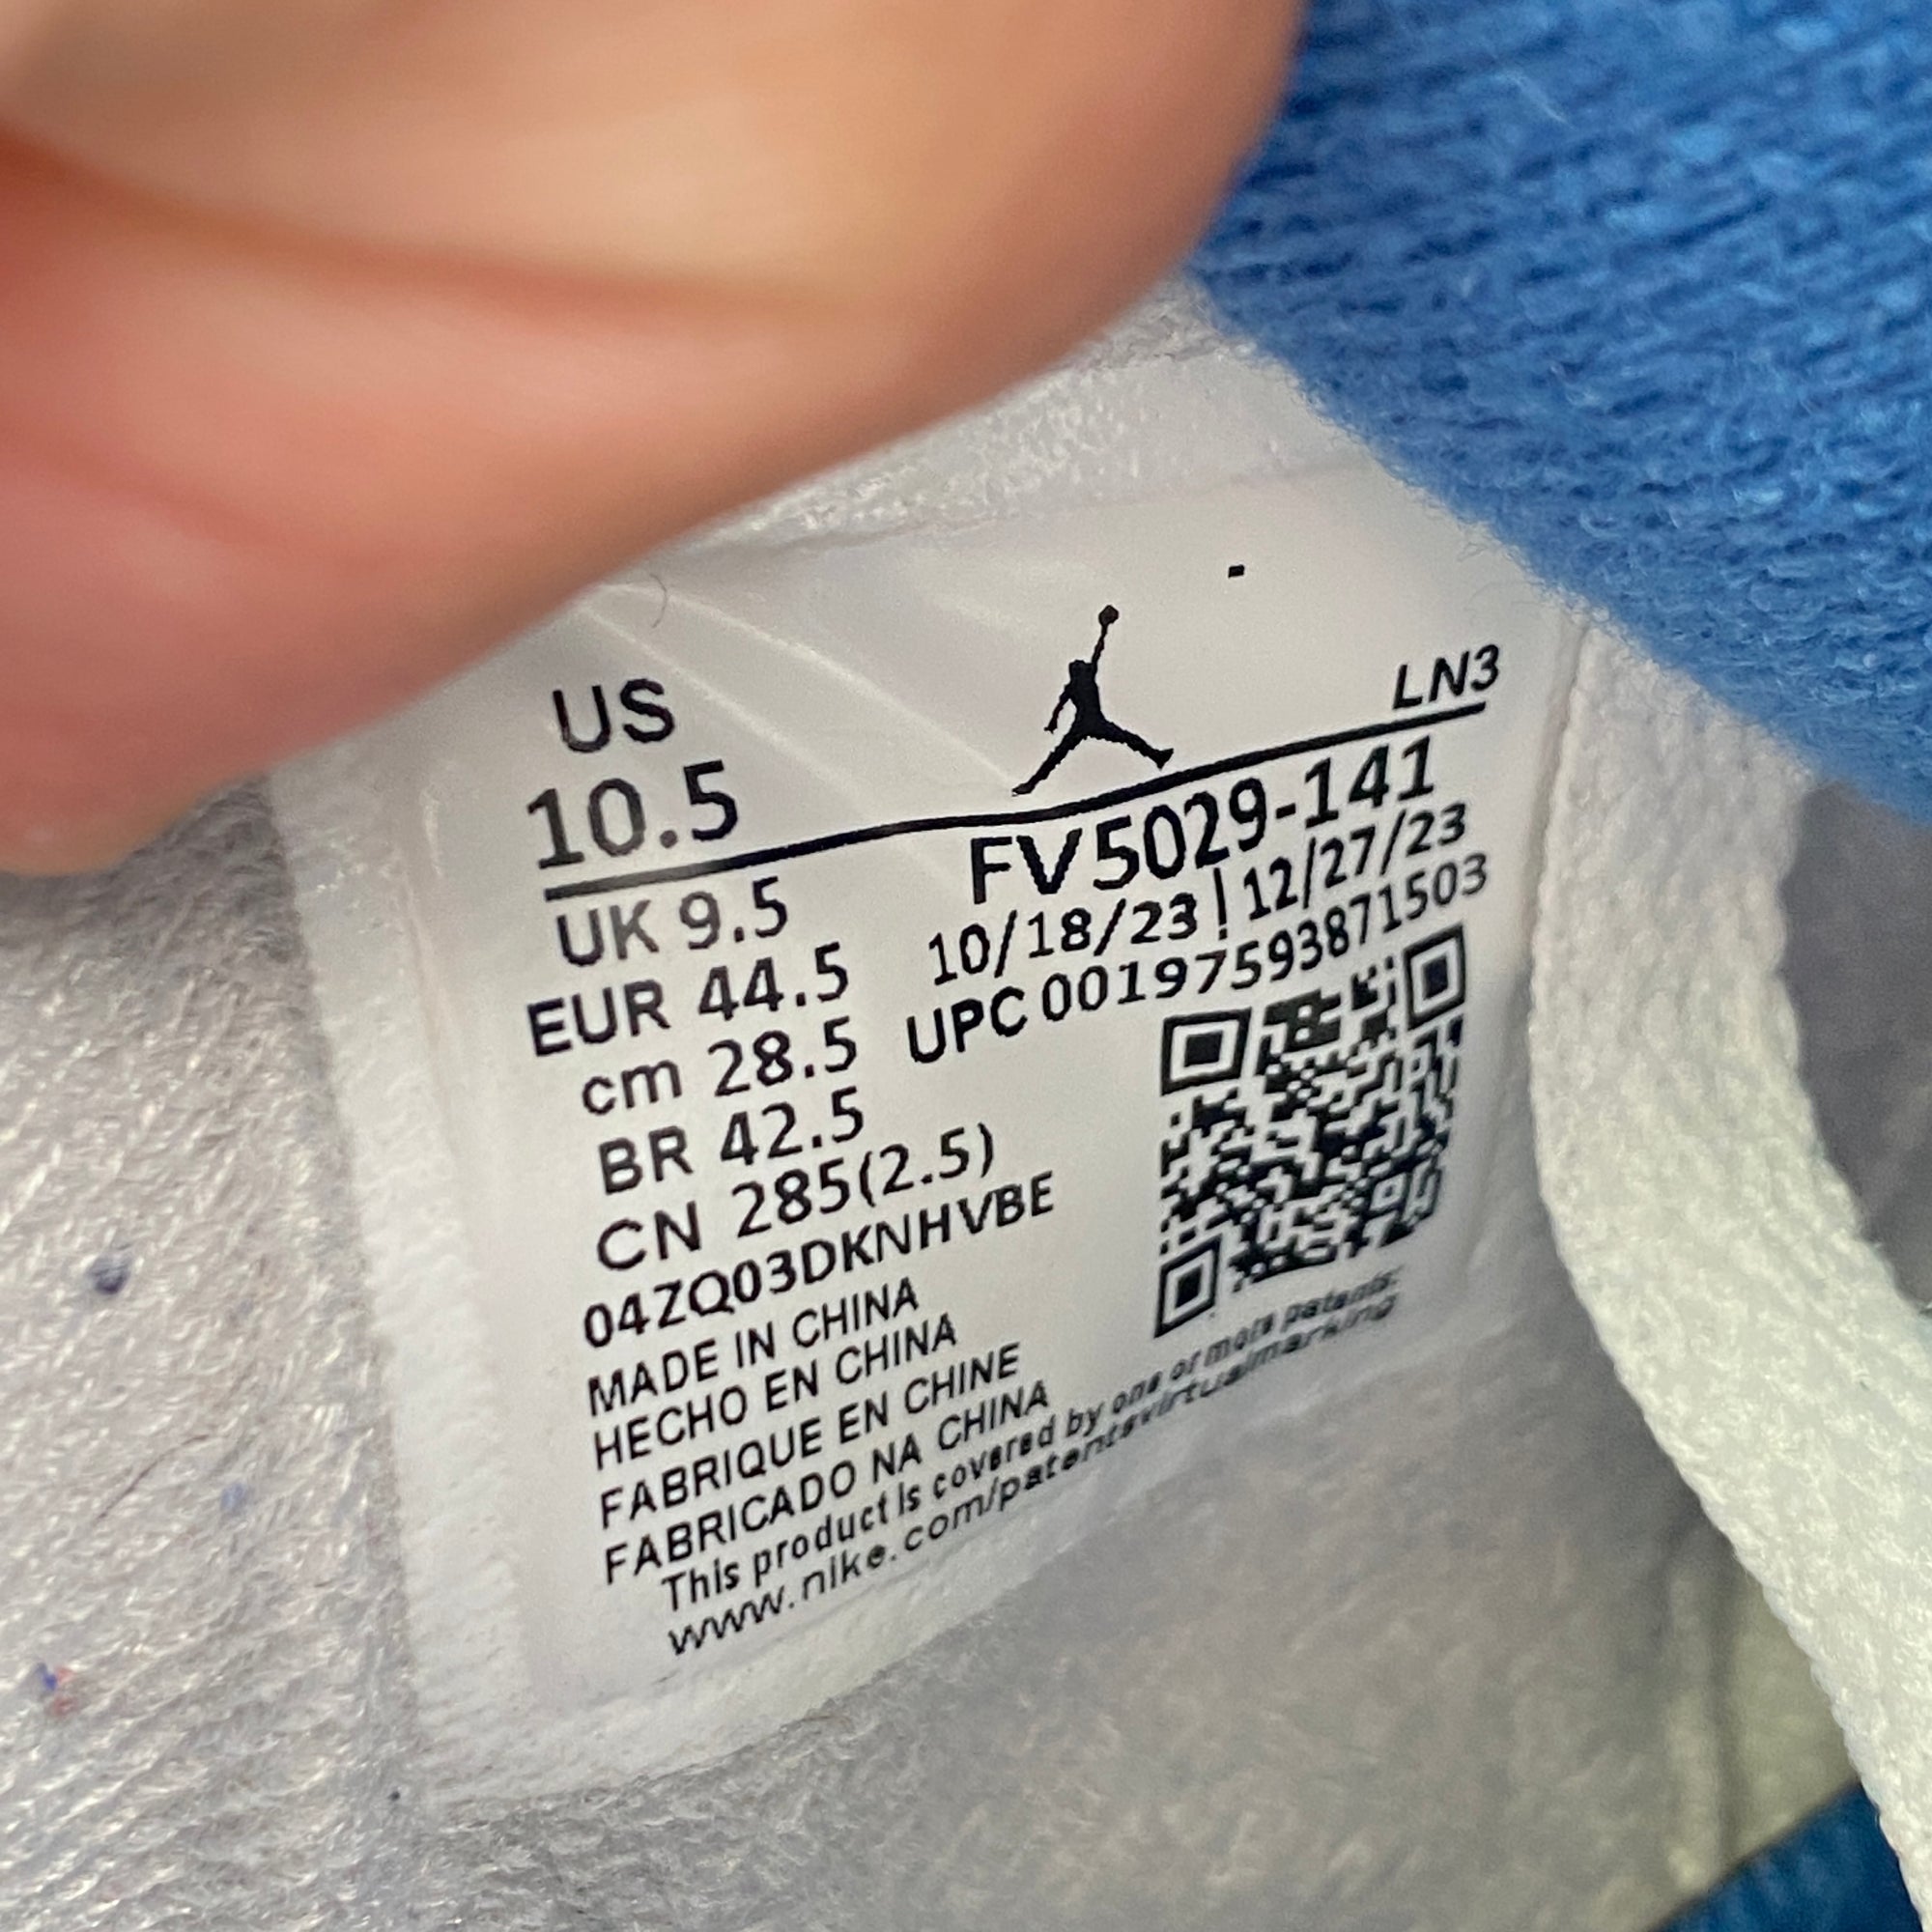 US
10.5
LN3
UK 9.5
EUR 44.5
cm 28.5
BR 42.5
CN 285(2.5)
FV5029-141
10/18/23|12/27/23
UPC 00197593871503
04ZQ03DKNHVBE
MADE IN CHINA
HECHO EN CHINA
FABRIQUE EN CHINE
FABRICADO NA CHINA
This product is covered by one or more patents:
www.nike.com/patentsvirtualmarking